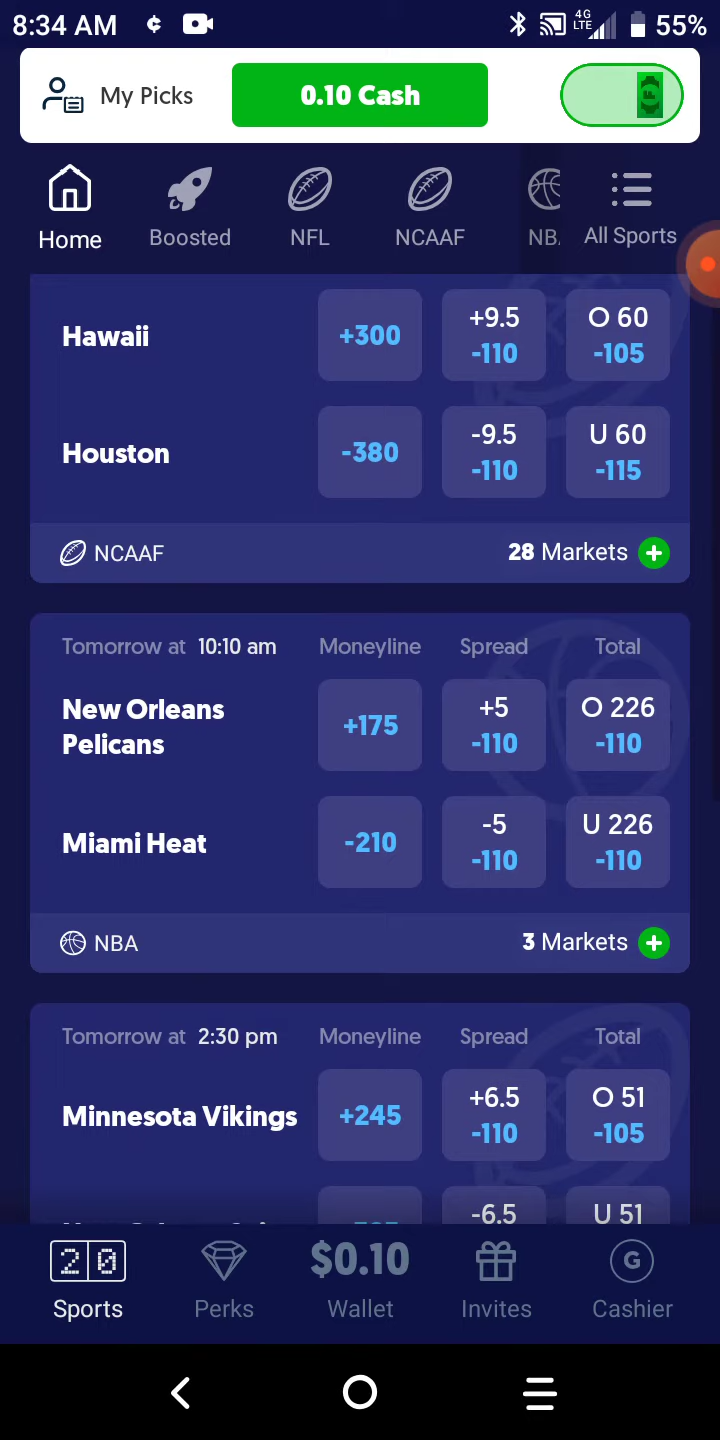 8:34 AM
4G
LTE
55%
My Picks
0.10 Cash
Home
Boosted
NFL
NCAAF
NB
All Sports
Hawaii
+300
+9.5
-110
O 60
-105
Houston
-380
-9.5
-110
U 60
-115
NCAAF
28 Markets
Tomorrow at 10:10 am
Moneyline
Spread
Total
New Orleans
Pelicans
+175
+5
-110
O 226
-110
Miami Heat
-210
-5
-110
U 226
-110
NBA
3 Markets
Tomorrow at 2:30 pm
Moneyline
Spread
Total
Minnesota Vikings
+245
+6.5
-110
O 51
-105
-6.5
U 51
20
$0.10
G
Sports
Perks
Wallet
Invites
Cashier